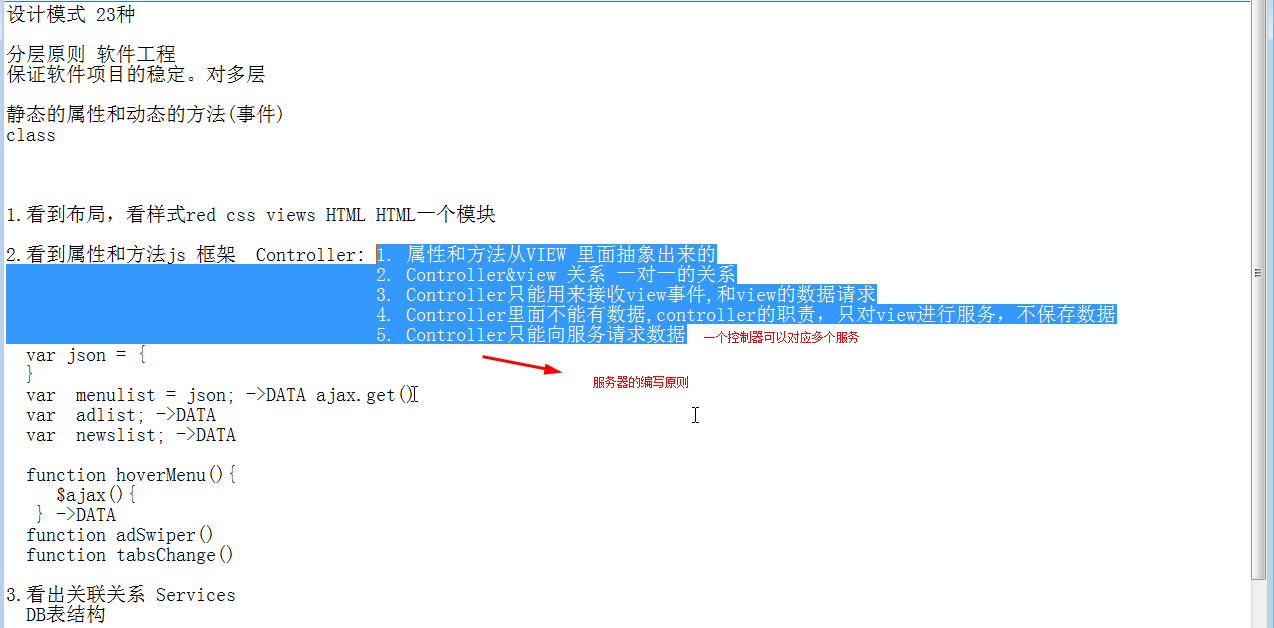 设计模式 23种
分层原则 软件工程
保证软件项目的稳定。对多层
静态的属性和动态的方法(事件)
class
1.看到布局，看样式red css views HTML HTML一个模块
2.看到属性和方法js 框架 Controller: 1. 属性和方法从VIEW 里面抽象出来的
2. Controller&view 关系 一对一的关系
3. Controller只能用来接收view事件,和view的数据请求
4. Controller里面不能有数据,controller的职责，只对view进行服务，不保存数据
5. Controller只能向服务请求数据 一个控制器可以对应多个服务
var json = {
}
服务器的编写原则
var menulist = json; ->DATA ajax.get()
var adlist; ->DATA
var newslist; ->DATA
function hoverMenu(){
$ajax(){
} ->DATA
function adSwiper()
function tabsChange()
3.看出关联关系 Services
DB表结构